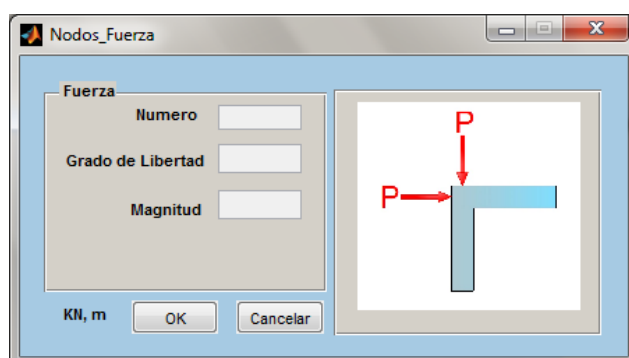 Nodos_Fuerza
Fuerza
Numero
Grado de Libertad
Magnitud
KN, m
OK
Cancelar
P
P